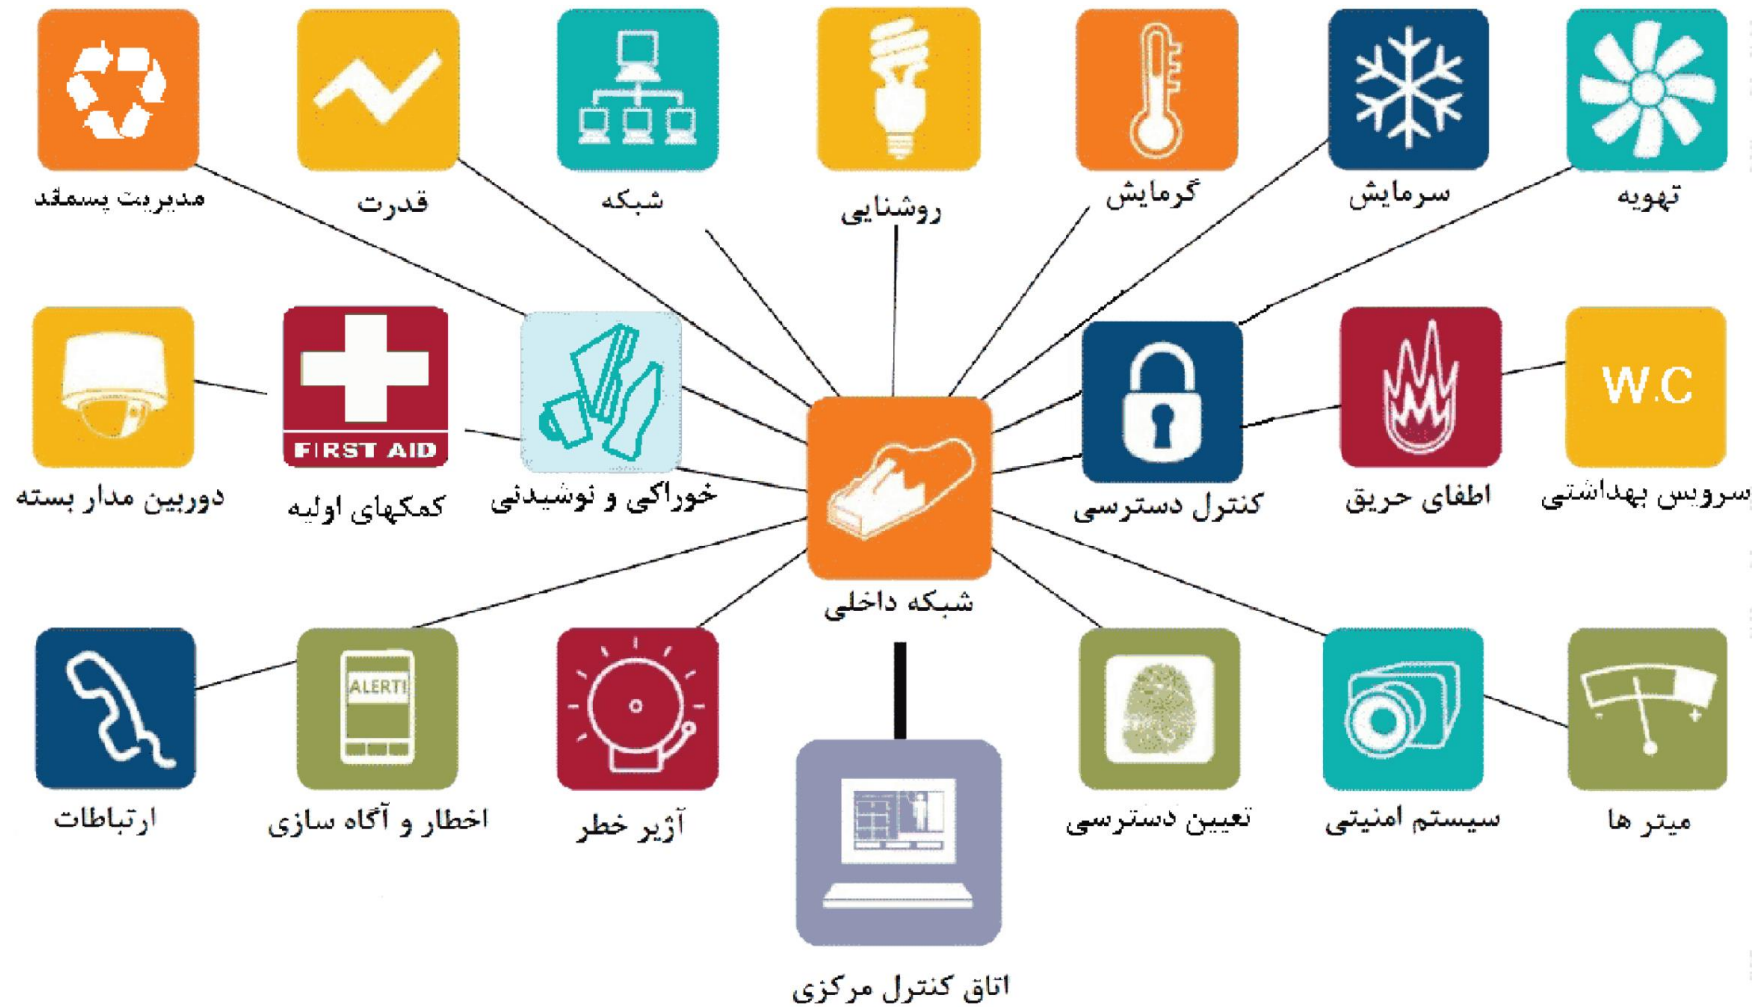 تهویه
سرمایش
گرمایش
روشنایی
شبکه
قدرت
مدیریت پسماند
W.C
FIRST AID
سرویس بهداشتی
اطفای حریق
کنترل دسترسی
خوراکی و نوشیدنی
کمکهای اولیه
دوربین مدار بسته
شبکه داخلی
ALERT!
- +
میتر ها
سیستم امنیتی
تعیین دسترسی
آژیر خطر
اخطار و آگاه سازی
ارتباطات
اتاق کنترل مرکزی